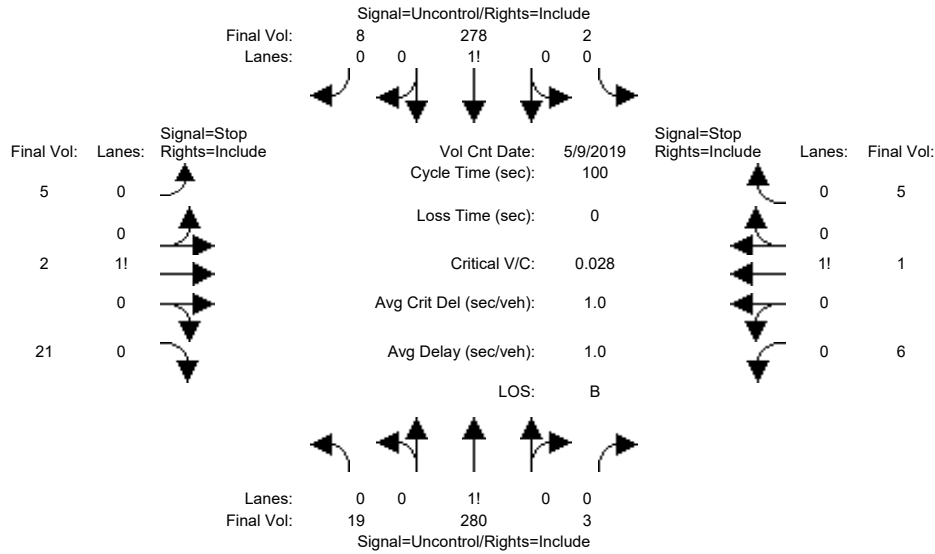 Signal=Uncontrol/Rights=Include
Final Vol: 8 278 2
Lanes: 0 0 1! 0 0
Signal=Stop Signal=Stop
Final Vol: Lanes: Rights=Include Vol Cnt Date: 5/9/2019 Rights=Include Lanes: Final Vol:
Cycle Time (sec): 100
5 0 0 5
Loss Time (sec): 0
0 0
2 1! Critical V/C: 0.028 1! 1
0 Avg Crit Del (sec/veh): 1.0 0
21 0 Avg Delay (sec/veh): 1.0 0 6
LOS: B
Lanes: 0 0 1! 0 0
Final Vol: 19 280 3
Signal=Uncontrol/Rights=Include